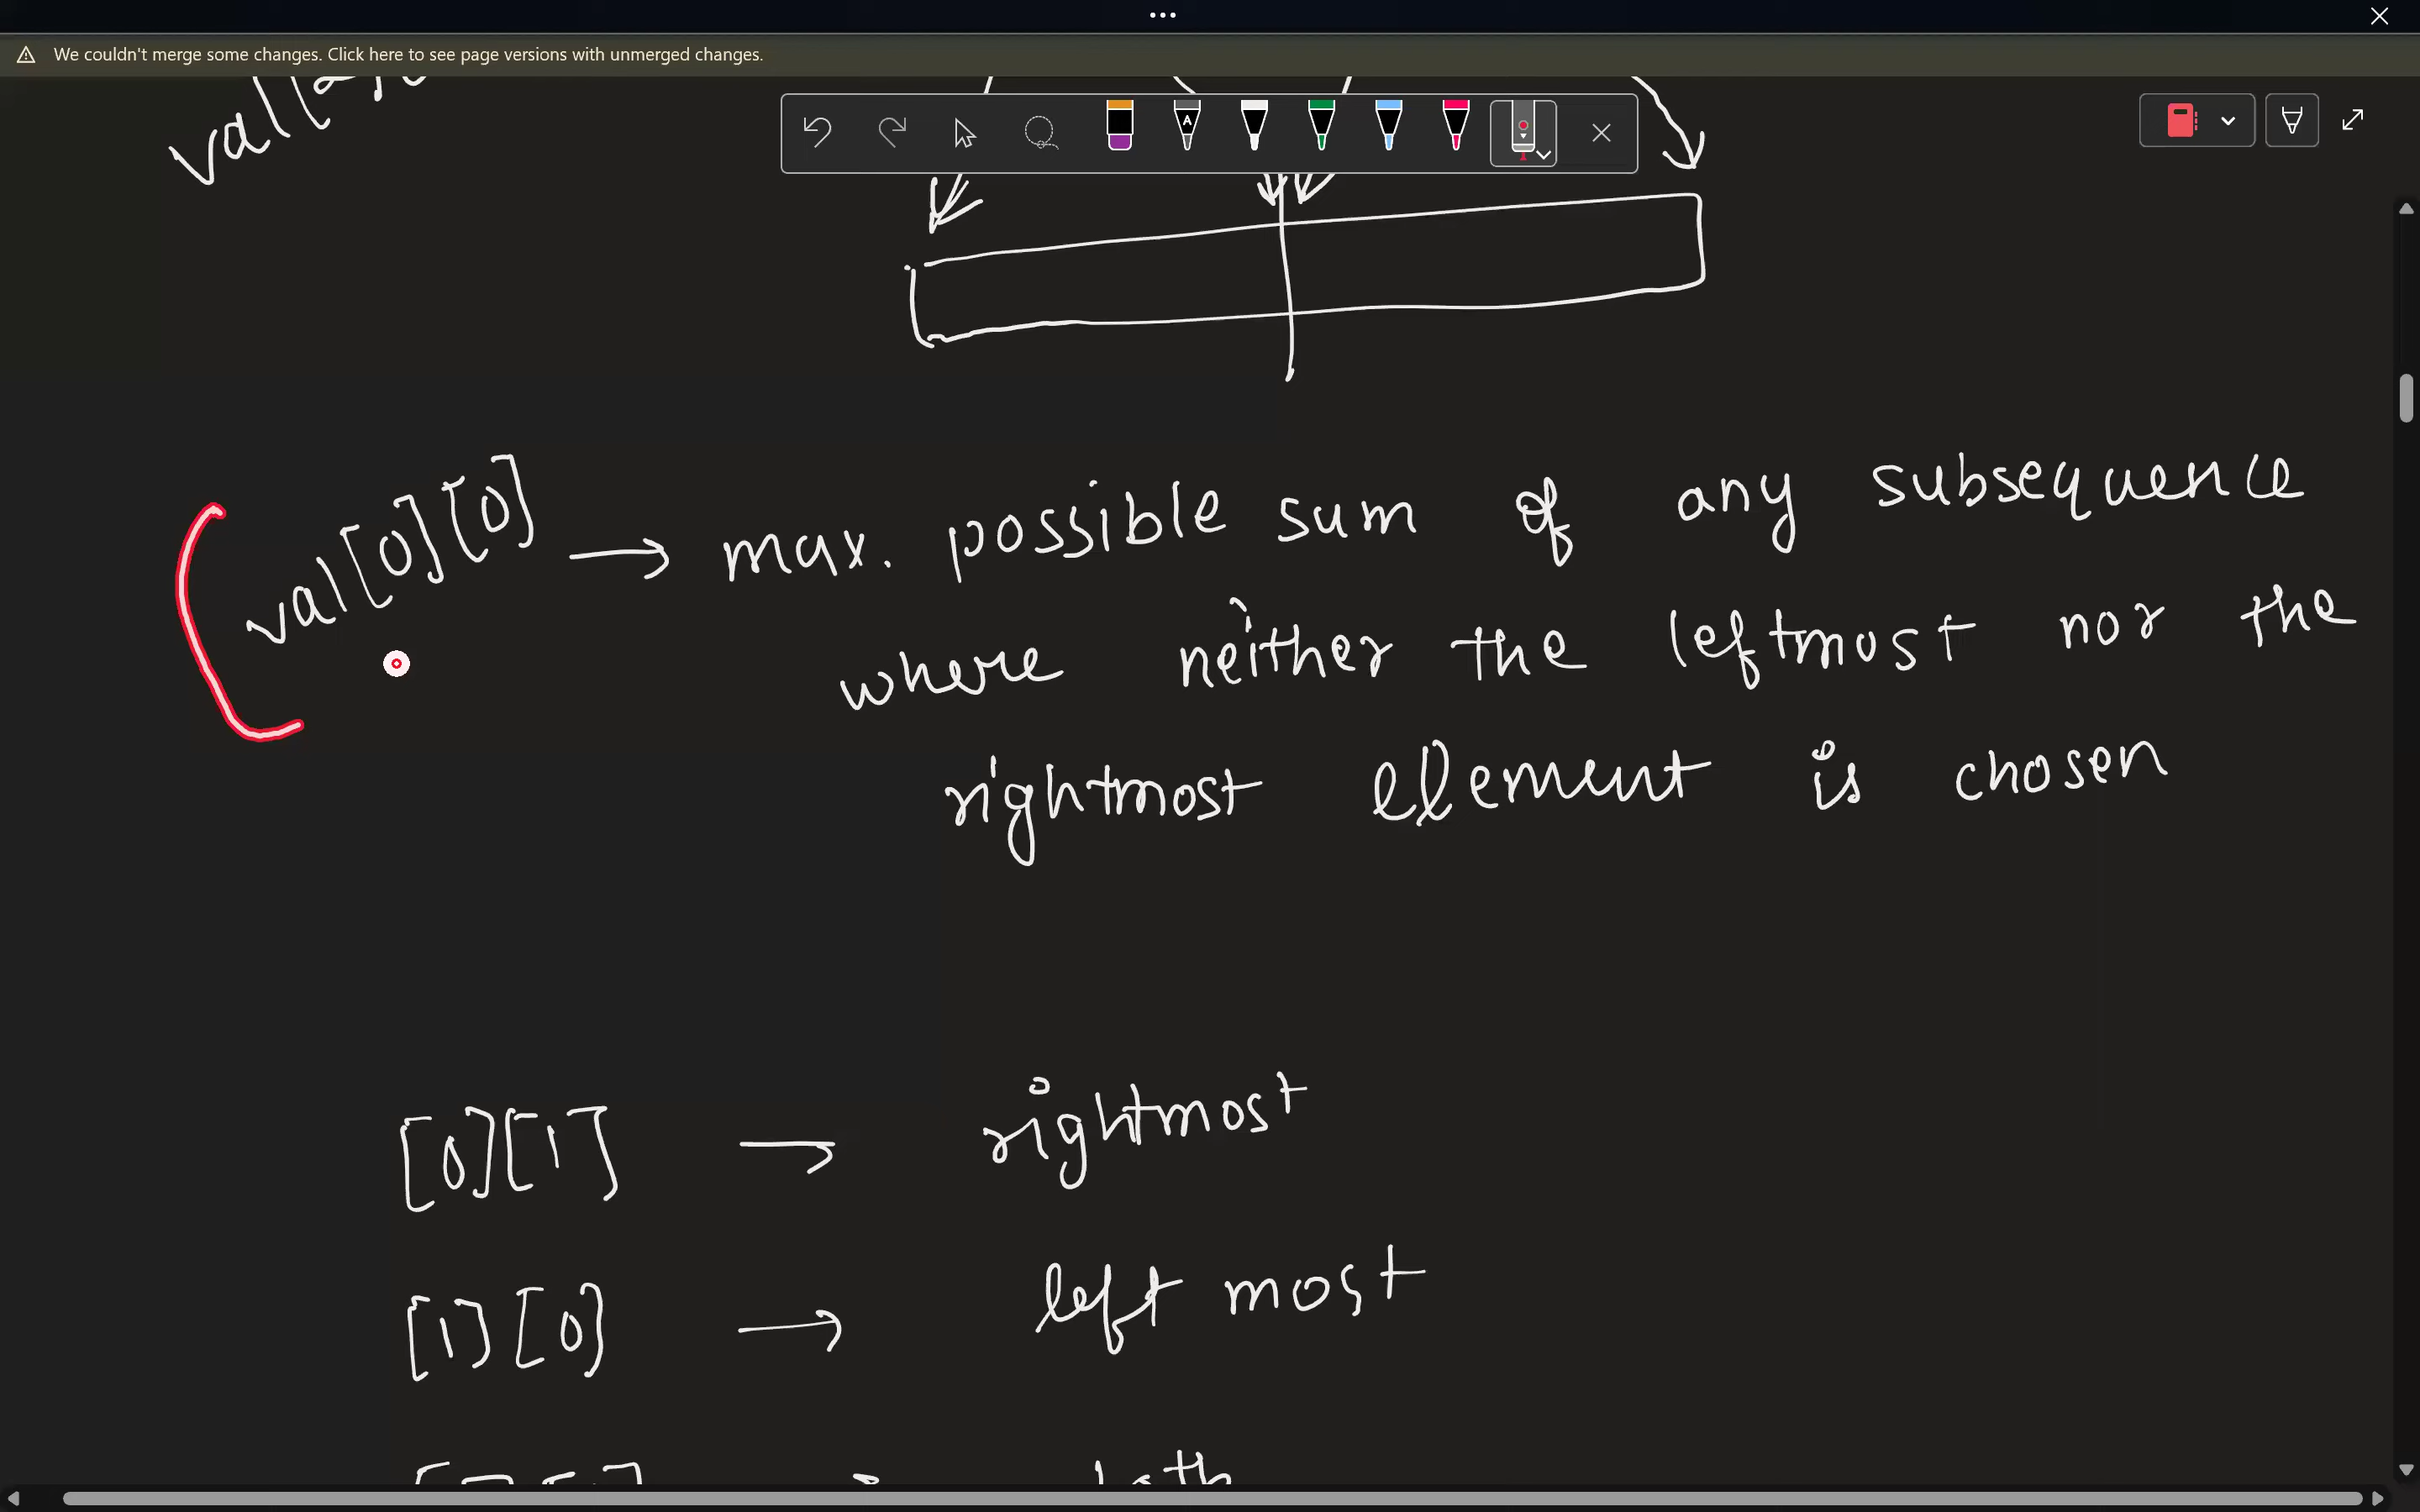 We couldn't merge some changes. Click here to see page versions with unmerged changes.
A
val[0][0] → max. possible sum of any subsequence
where neither the leftmost nor the
rightmost element is chosen
[0][1] → rightmost
[1][0] → left most